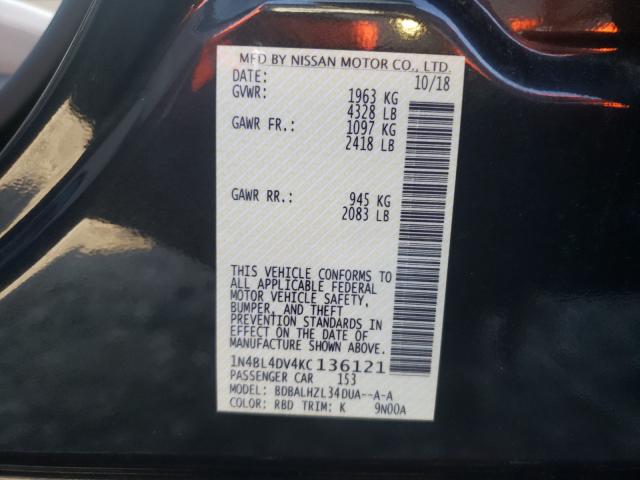 MFD BY NISSAN MOTOR CO., LTD.
DATE: 10/18
GVWR: 1963 KG
4328 LB
GAWR FR.: 1097 KG
2418 LB
GAWR RR.: 945 KG
2083 LB
THIS VEHICLE CONFORMS TO
ALL APPLICABLE FEDERAL
MOTOR VEHICLE SAFETY,
BUMPER, AND THEFT
PREVENTION STANDARDS IN
EFFECT ON THE DATE OF
MANUFACTURE SHOWN ABOVE.
1N4BL4DV4KC136121
PASSENGER CAR 153
MODEL: BDBALHZL34DUA--A-A
COLOR: RBD TRIM: K 9N00A